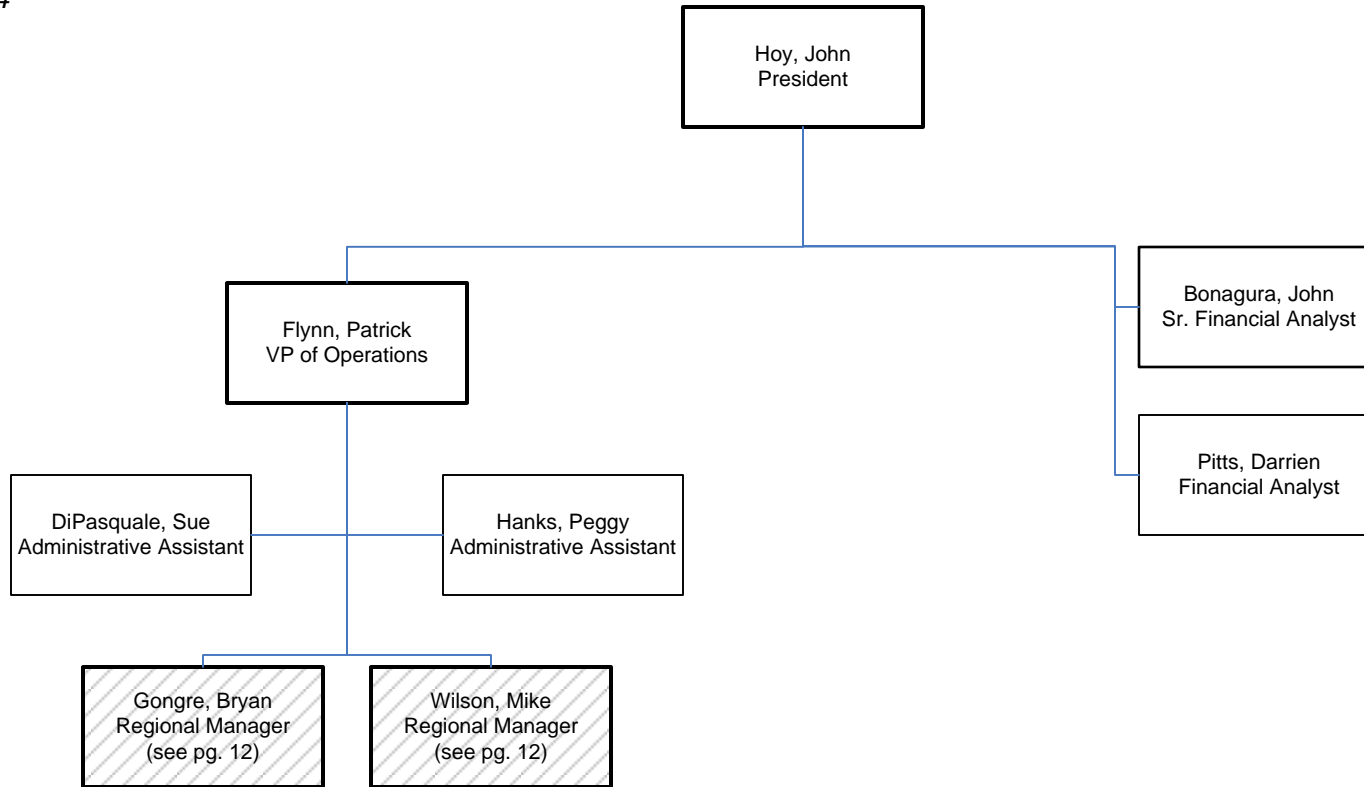 Hoy, John
President
Flynn, Patrick
VP of Operations
Bonagura, John
Sr. Financial Analyst
Pitts, Darrien
Financial Analyst
DiPasquale, Sue
Administrative Assistant
Hanks, Peggy
Administrative Assistant
Gongre, Bryan
Regional Manager
(see pg. 12)
Wilson, Mike
Regional Manager
(see pg. 12)